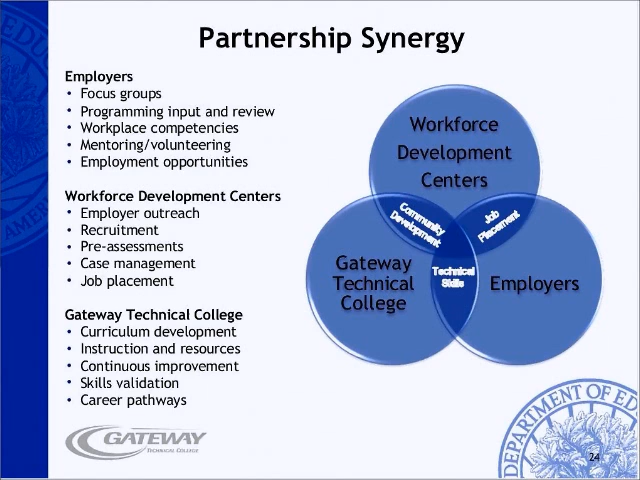 Partnership Synergy
Employers
• Focus groups
• Programming input and review
• Workplace competencies
• Mentoring/volunteering
• Employment opportunities
Workforce Development Centers
• Employer outreach
• Recruitment
• Pre-assessments
• Case management
• Job placement
Gateway Technical College
• Curriculum development
• Instruction and resources
• Continuous improvement
• Skills validation
• Career pathways
Workforce
Development
Centers
Community
Development
Job
Placement
Gateway
Technical
College
Technical
Skills
Employers
GATEWAY
TECHNICAL COLLEGE
DEPARTMENT OF EDU
24